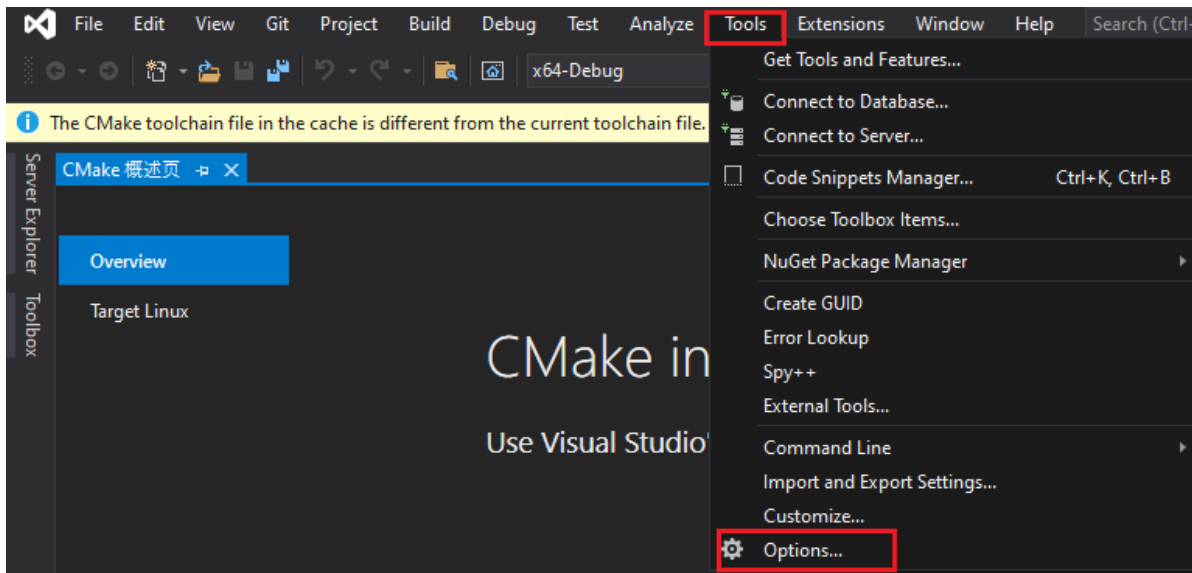 File Edit View Git Project Build Debug Test Analyze Tools Extensions Window Help Search (Ctrl-
x64-Debug
The CMake toolchain file in the cache is different from the current toolchain file.
Server Explorer
Toolbox
CMake 概述页
Overview
Target Linux
CMake in
Use Visual Studio'
Get Tools and Features...
Connect to Database...
Connect to Server...
Code Snippets Manager... Ctrl+K, Ctrl+B
Choose Toolbox Items...
NuGet Package Manager
Create GUID
Error Lookup
Spy++
External Tools...
Command Line
Import and Export Settings...
Customize...
Options...